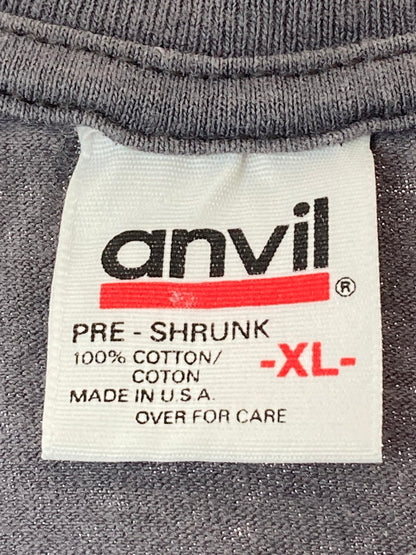 anvil®
PRE - SHRUNK
100% COTTON/
COTON
-XL-
MADE IN U.S.A.
OVER FOR CARE